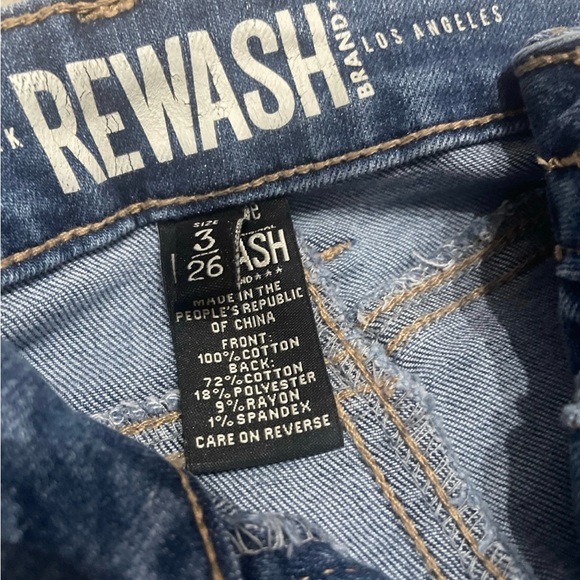 REWASH
BRAND★
LOS ANGELES
SIZE
3
26
MADE IN THE
PEOPLE'S REPUBLIC
OF CHINA
FRONT:
100% COTTON
BACK:
72% COTTON
18% POLYESTER
9% RAYON
1% SPANDEX
CARE ON REVERSE